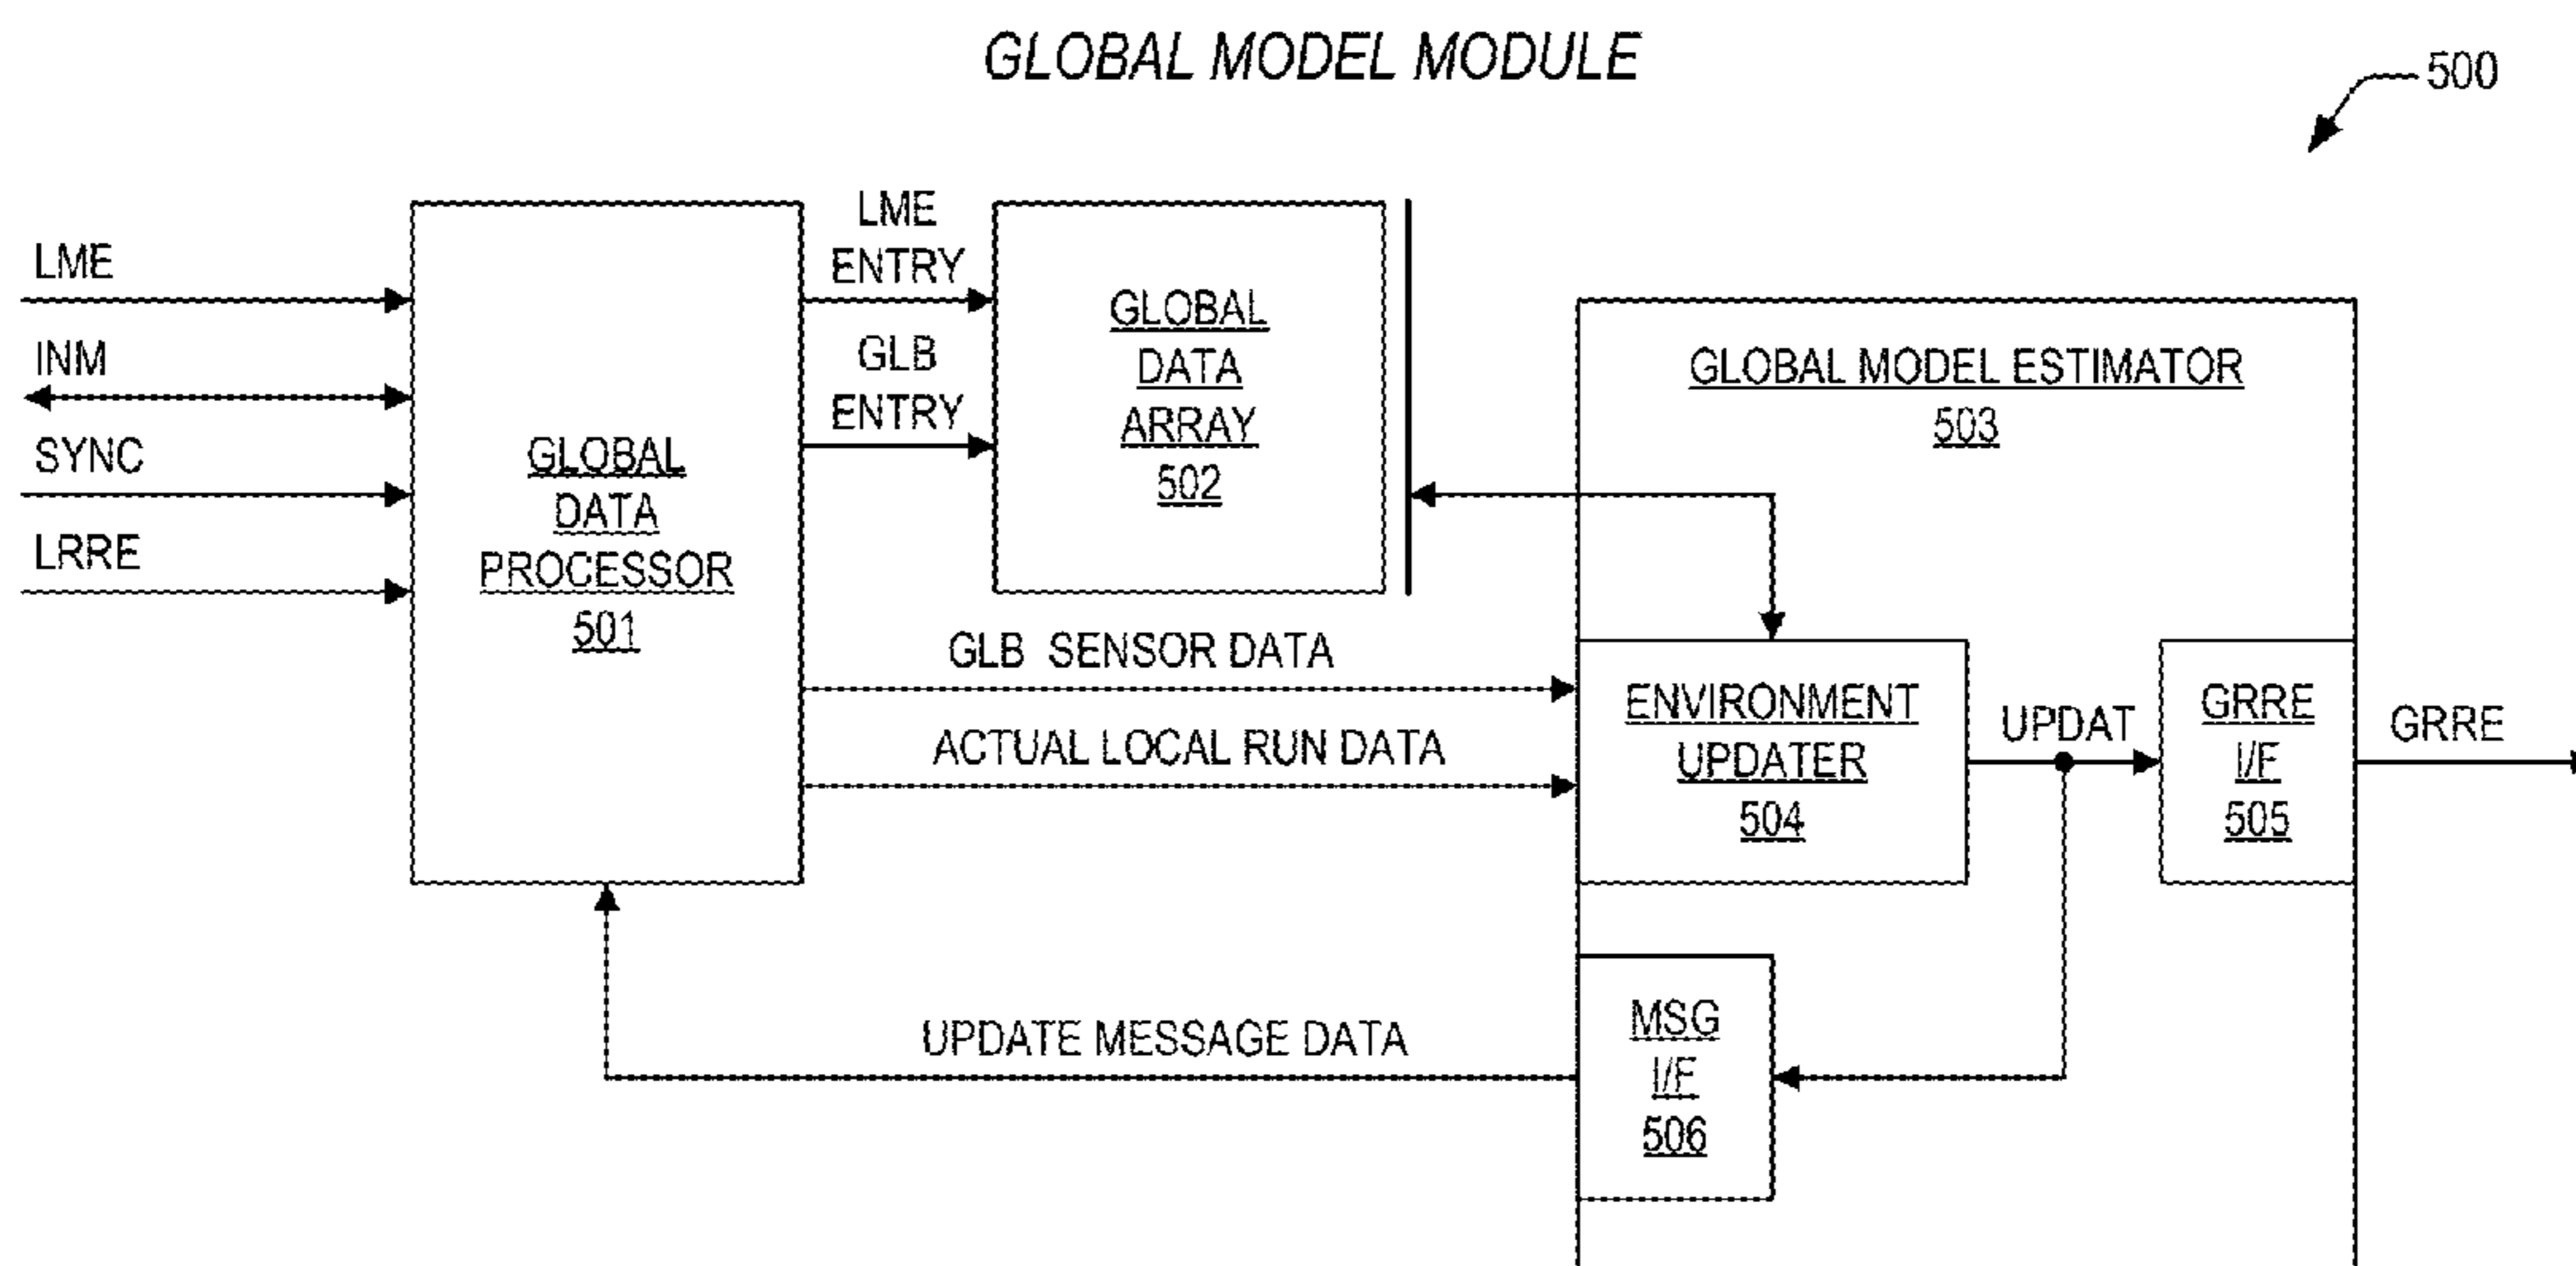 GLOBAL MODEL MODULE
500
LME
INM
SYNC
LRRE
GLOBAL
DATA
PROCESSOR
501
LME
ENTRY
GLB
ENTRY
GLOBAL
DATA
ARRAY
502
GLOBAL MODEL ESTIMATOR
503
GLB SENSOR DATA
ACTUAL LOCAL RUN DATA
ENVIRONMENT
UPDATER
504
UPDAT
GRRE
I/F
505
GRRE
UPDATE MESSAGE DATA
MSG
I/F
506